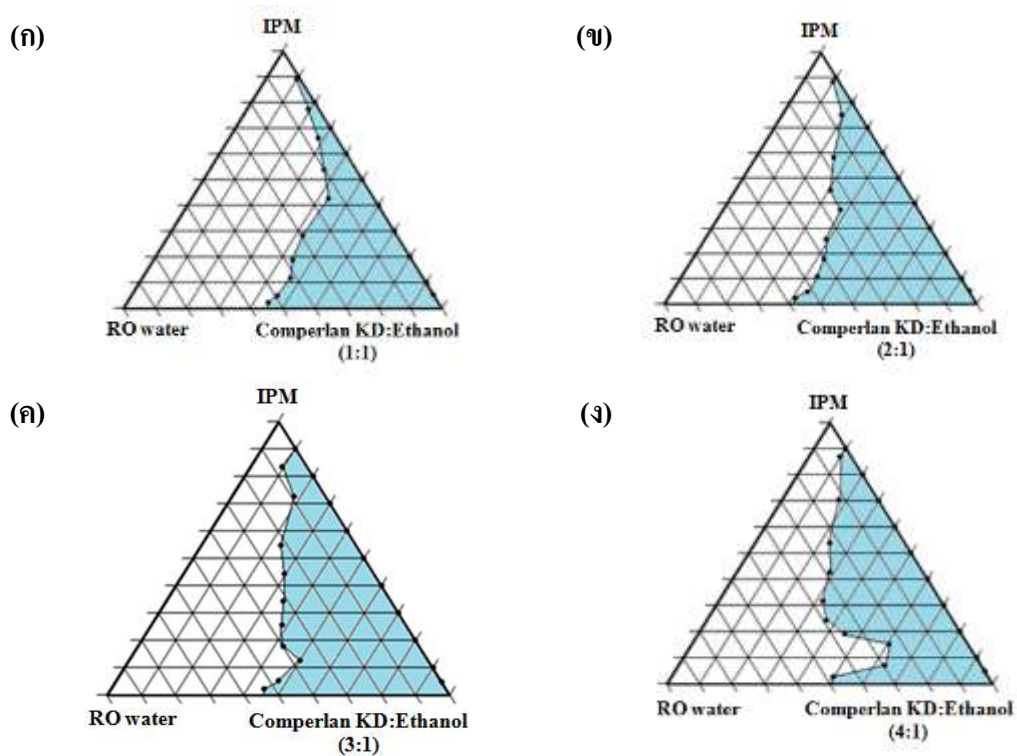 (ก)
IPM
RO water
Comperlan KD:Ethanol
(1:1)
(ข)
IPM
RO water
Comperlan KD:Ethanol
(2:1)
(ค)
IPM
RO water
Comperlan KD:Ethanol
(3:1)
(ง)
IPM
RO water
Comperlan KD:Ethanol
(4:1)